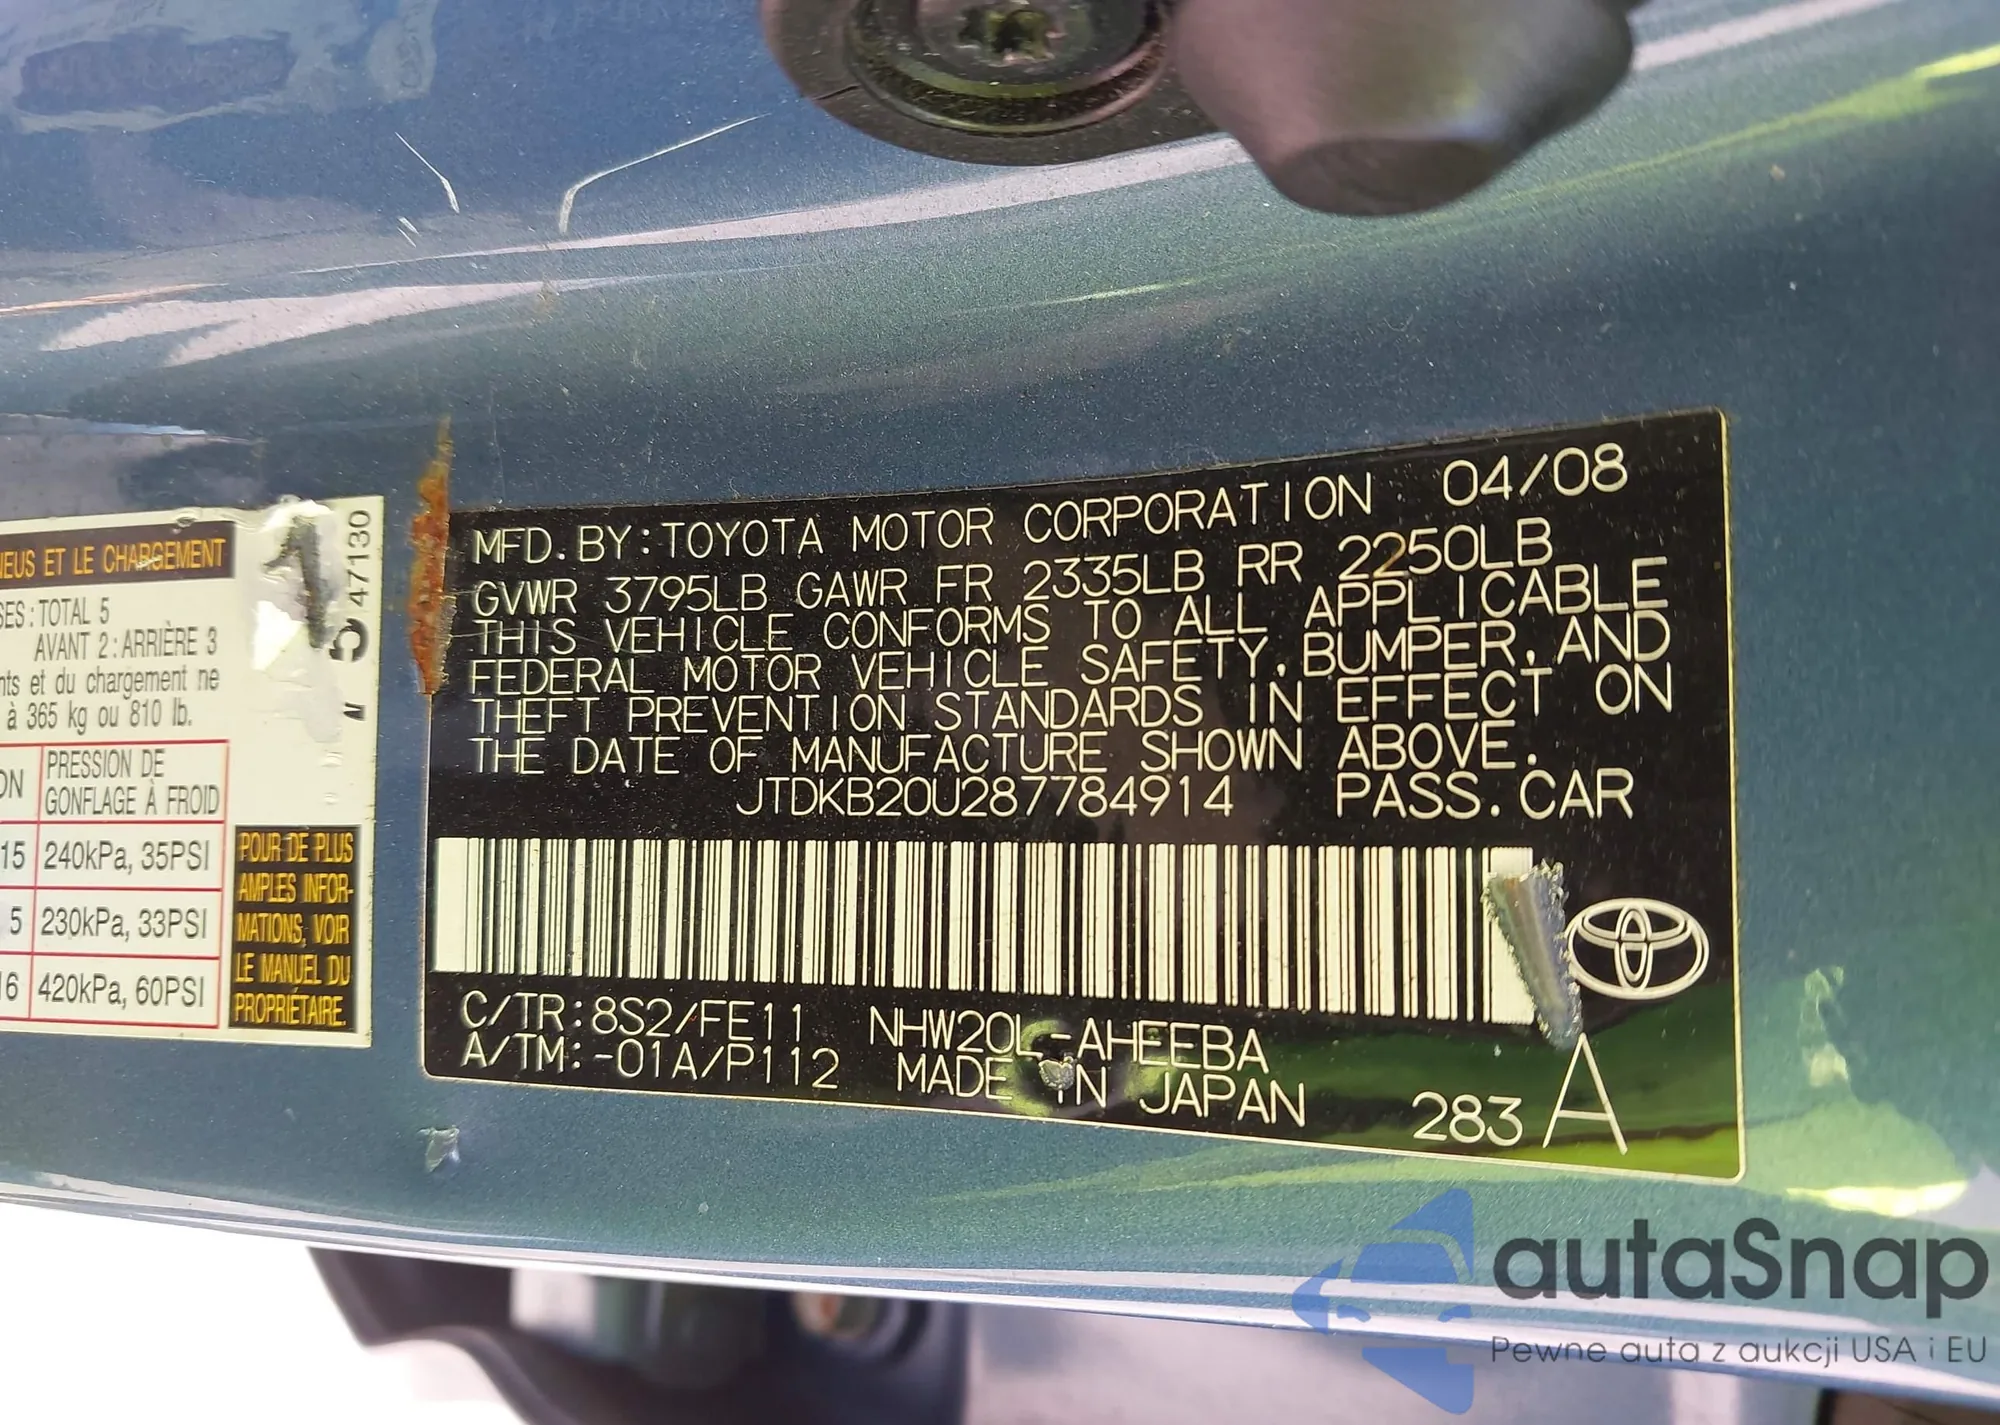 NEUS ET LE CHARGEMENT
SES: TOTAL 5
AVANT 2: ARRIÈRE 3
nts et du chargement ne
à 365 kg ou 810 lb.
ON
PRESSION DE
GONFLAGE À FROID
15
240kPa, 35PSI
5
230kPa, 33PSI
16
420kPa, 60PSI
POUR DE PLUS
AMPLES INFOR-
MATIONS, VOIR
LE MANUEL DU
PROPRIÉTAIRE.
47130
MFD. BY: TOYOTA MOTOR CORPORATION 04/08
GVWR 3795LB GAWR FR 2335LB RR 2250LB
THIS VEHICLE CONFORMS TO ALL APPLICABLE
FEDERAL MOTOR VEHICLE SAFETY, BUMPER, AND
THEFT PREVENTION STANDARDS IN EFFECT ON
THE DATE OF MANUFACTURE SHOWN ABOVE.
JTDKB20U287784914 PASS. CAR
C/TR: 8S2/FE11 NHW20L-AHEEBA
A/TM: -01A/P112 MADE IN JAPAN
283 A
autaSnap
Pewne auta z aukcji USA i EU